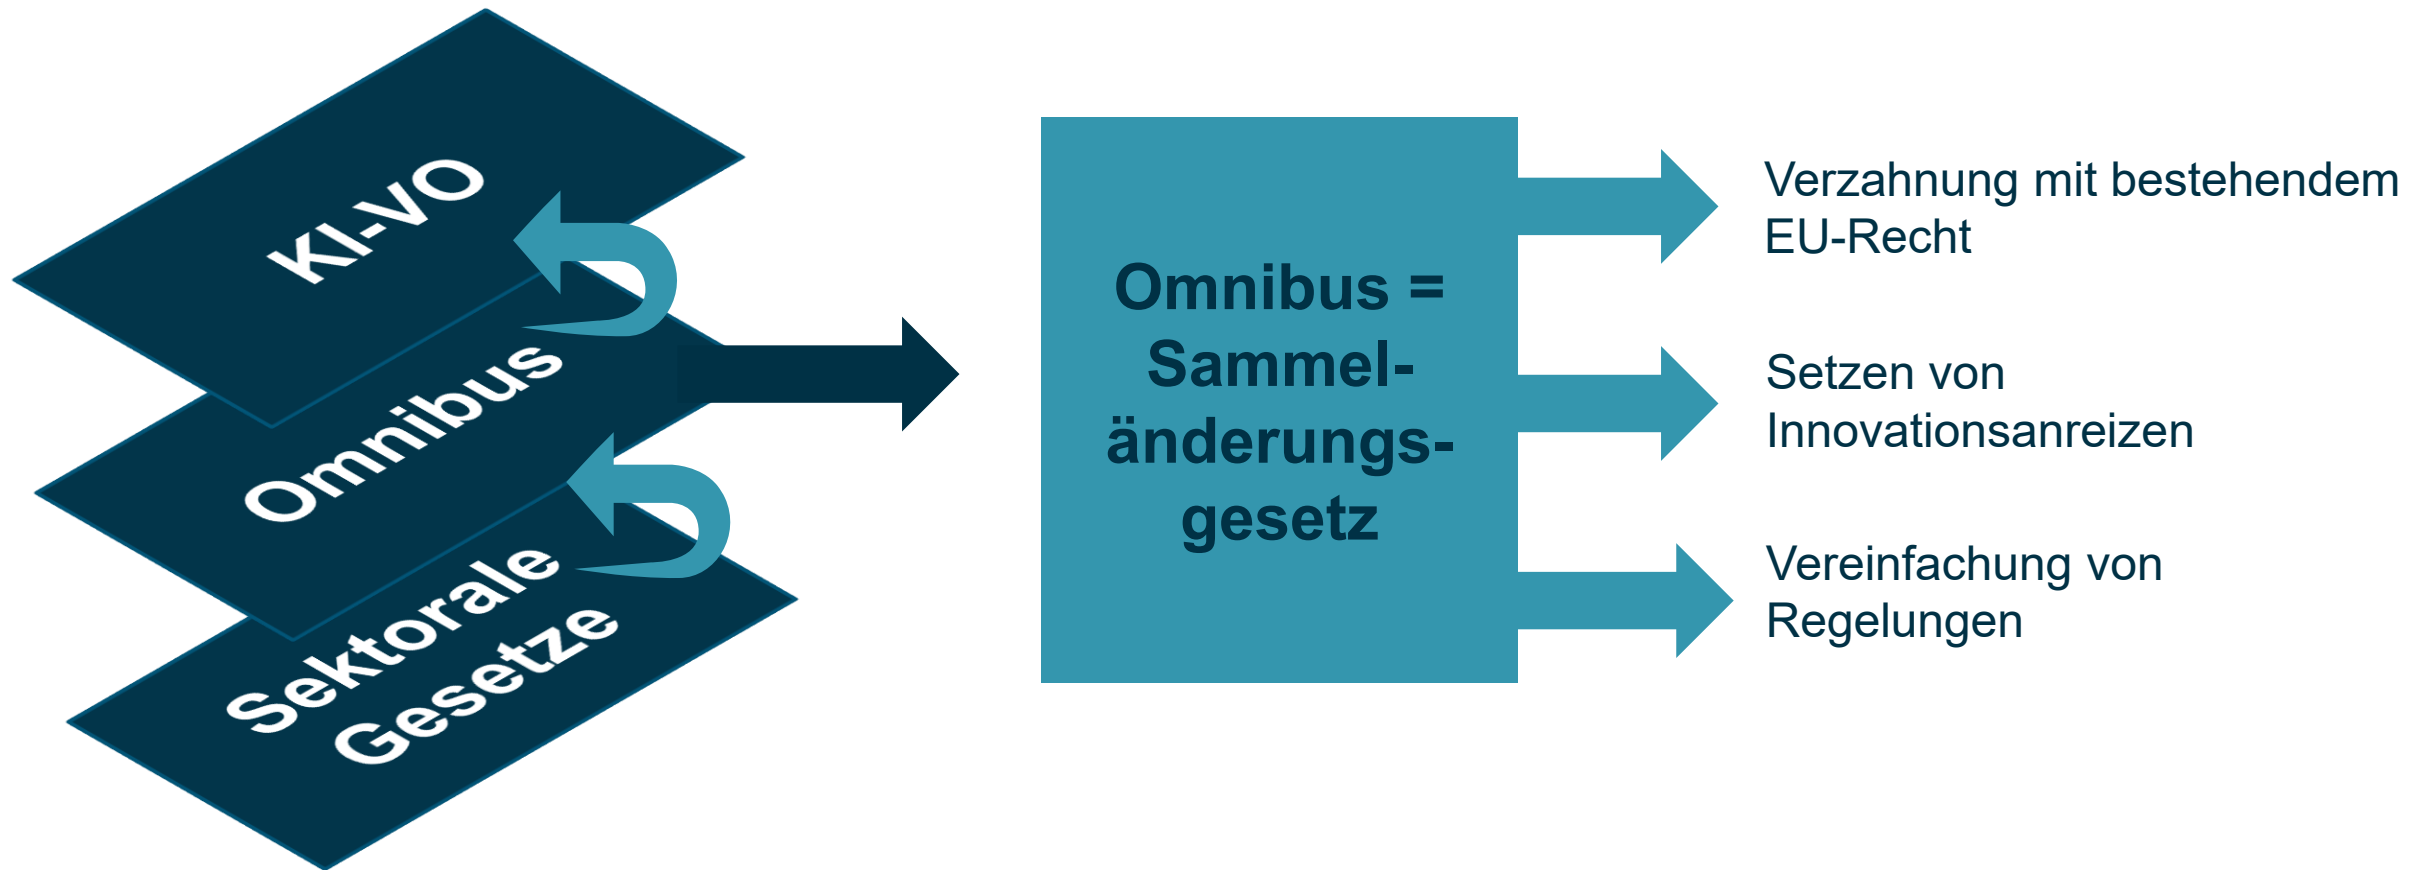 KI-VO
Omnibus
Sektorale
Gesetze
Omnibus =
Sammel-
änderungs-
gesetz
Verzahnung mit bestehendem
EU-Recht
Setzen von
Innovationsanreizen
Vereinfachung von
Regelungen